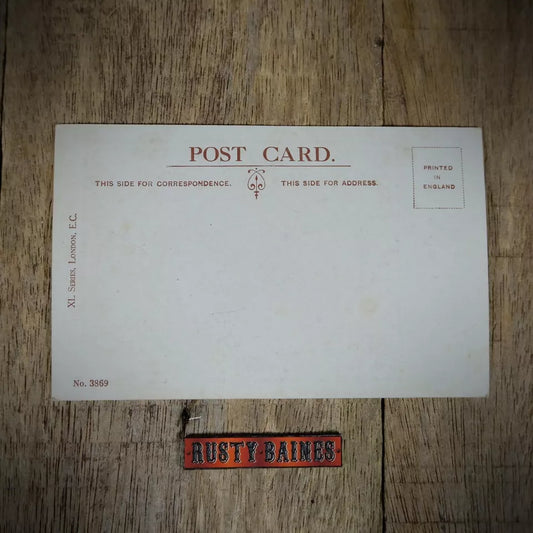 POST CARD.
THIS SIDE FOR CORRESPONDENCE.
THIS SIDE FOR ADDRESS.
PRINTED
IN
ENGLAND
XL SERIES, LONDON, E.C.
No. 3869
RUSTY BAINES